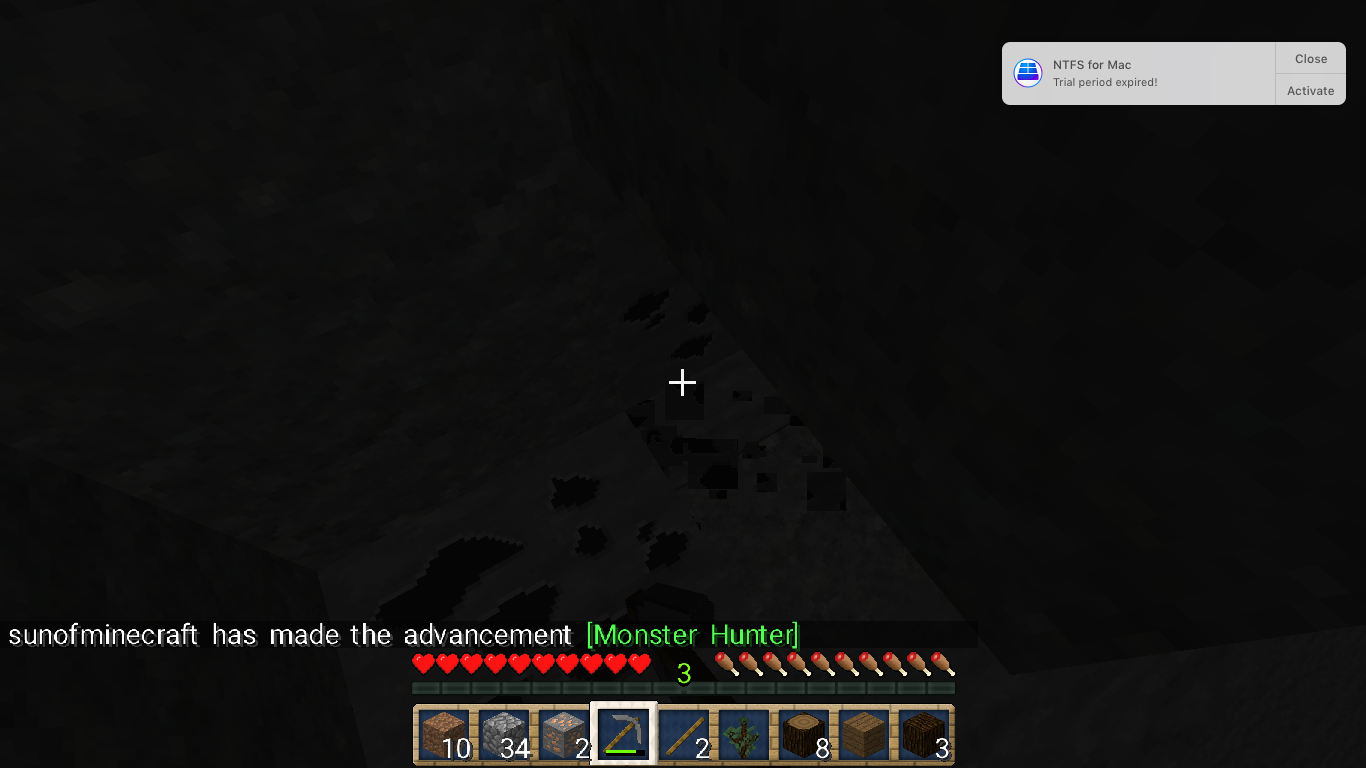 NTFS for Mac
Trial period expired!
Close
Activate
sunofminecraft has made the advancement [Monster Hunter]
3
10 34 2 2 8 3